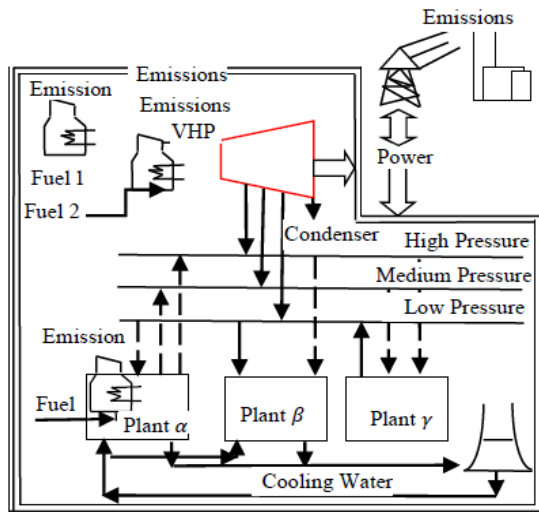 Emissions
Emissions
Emission
Emissions
VHP
Power
Fuel 1
Fuel 2
Condenser
High Pressure
Medium Pressure
Low Pressure
Emission
Fuel
Plant α
Plant β
Plant γ
Cooling Water